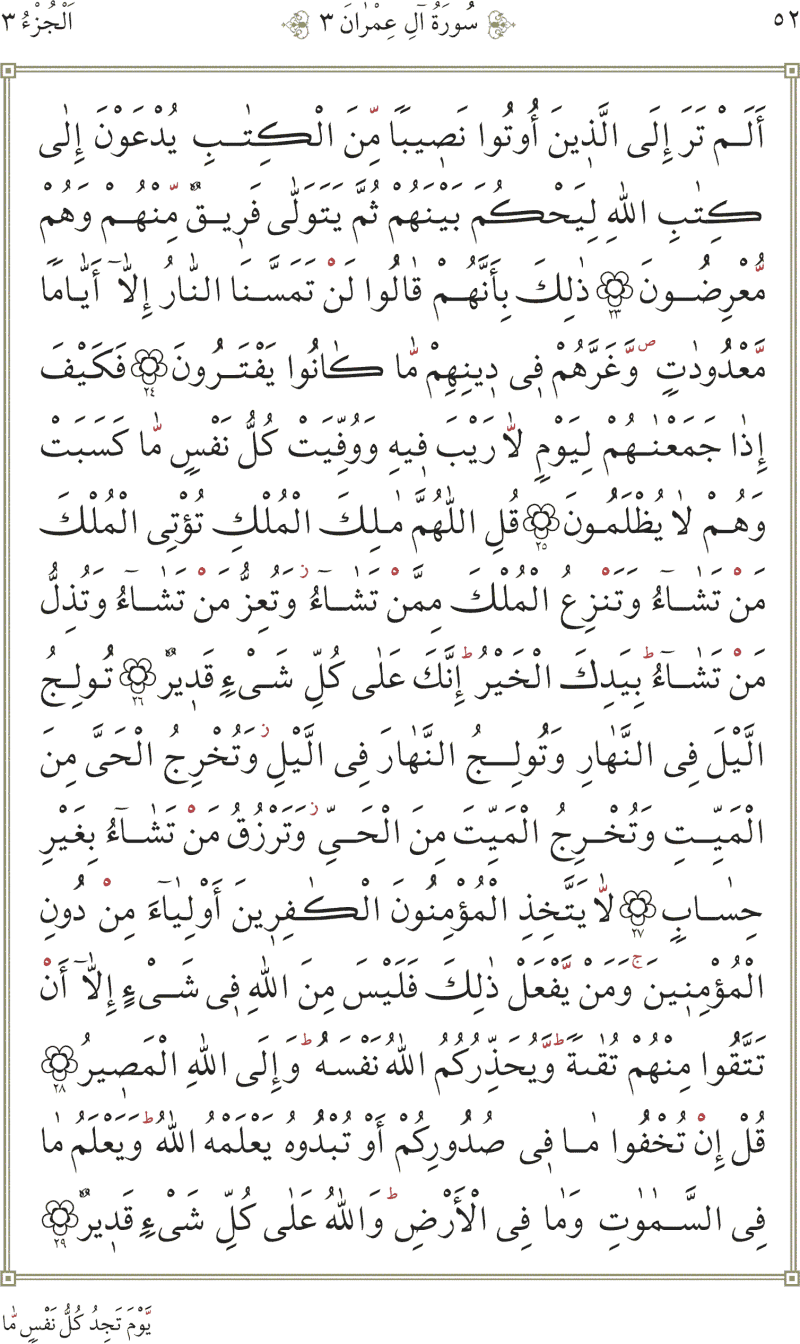 ٥٢ سُورَةُ آلِ عِمْرٰانَ ٣ اَلْجُزْءُ ٣
أَلَمْ تَرَ إِلَى الَّذ۪ينَ أُوتُوا نَص۪يبًا مِّنَ الْكِتٰبِ يُدْعَوْنَ إِلٰى
كِتٰبِ اللّٰهِ لِيَحْكُمَ بَيْنَهُمْ ثُمَّ يَتَوَلّٰى فَر۪يقٌ مِّنْهُمْ وَهُمْ
مُّعْرِضُونَ ٢٣ ذٰلِكَ بِأَنَّهُمْ قٰالُوا لَنْ تَمَسَّنَا النّٰارُ إِلّٰآ أَيّٰامًا
مَّعْدُودٰتٍ ۖ وَّغَرَّهُمْ ف۪ى د۪ينِهِمْ مّٰا كٰانُوا يَفْتَرُونَ ٢٤ فَكَيْفَ
إِذٰا جَمَعْنٰهُمْ لِيَوْمٍ لّٰا رَيْبَ ف۪يهِ وَوُفِّيَتْ كُلُّ نَفْسٍ مّٰا كَسَبَتْ
وَهُمْ لٰا يُظْلَمُونَ ٢٥ قُلِ اللّٰهُمَّ مٰلِكَ الْمُلْكِ تُؤْتِى الْمُلْكَ
مَنْ تَشٰآءُ وَتَنْزِعُ الْمُلْكَ مِمَّنْ تَشٰآءُ ز وَتُعِزُّ مَنْ تَشٰآءُ وَتُذِلُّ
مَنْ تَشٰآءُ ط بِيَدِكَ الْخَيْرُ ط إِنَّكَ عَلٰى كُلِّ شَىْءٍ قَد۪يرٌ ٢٦ تُولِجُ
الَّيْلَ فِى النَّهٰارِ وَتُولِجُ النَّهٰارَ فِى الَّيْلِ ز وَتُخْرِجُ الْحَىَّ مِنَ
الْمَيِّتِ وَتُخْرِجُ الْمَيِّتَ مِنَ الْحَىِّ ز وَتَرْزُقُ مَنْ تَشٰآءُ بِغَيْرِ
حِسٰابٍ ٢٧ لّٰا يَتَّخِذِ الْمُؤْمِنُونَ الْكٰفِر۪ينَ أَوْلِيٰآءَ مِنْ دُونِ
الْمُؤْمِن۪ينَ ج وَمَنْ يَّفْعَلْ ذٰلِكَ فَلَيْسَ مِنَ اللّٰهِ ف۪ى شَىْءٍ إِلّٰآ أَنْ
تَتَّقُوا مِنْهُمْ تُقٰىةً ط وَّيُحَذِّرُكُمُ اللّٰهُ نَفْسَهُ ط وَإِلَى اللّٰهِ الْمَص۪يرُ ٢٨
قُلْ إِنْ تُخْفُوا مٰا ف۪ى صُدُورِكُمْ أَوْ تُبْدُوهُ يَعْلَمْهُ اللّٰهُ ط وَيَعْلَمُ مٰا
فِى السَّمٰوٰتِ وَمٰا فِى الْأَرْضِ ط وَاللّٰهُ عَلٰى كُلِّ شَىْءٍ قَد۪يرٌ ٢٩
يَّوْمَ تَجِدُ كُلُّ نَفْسٍ مّٰا